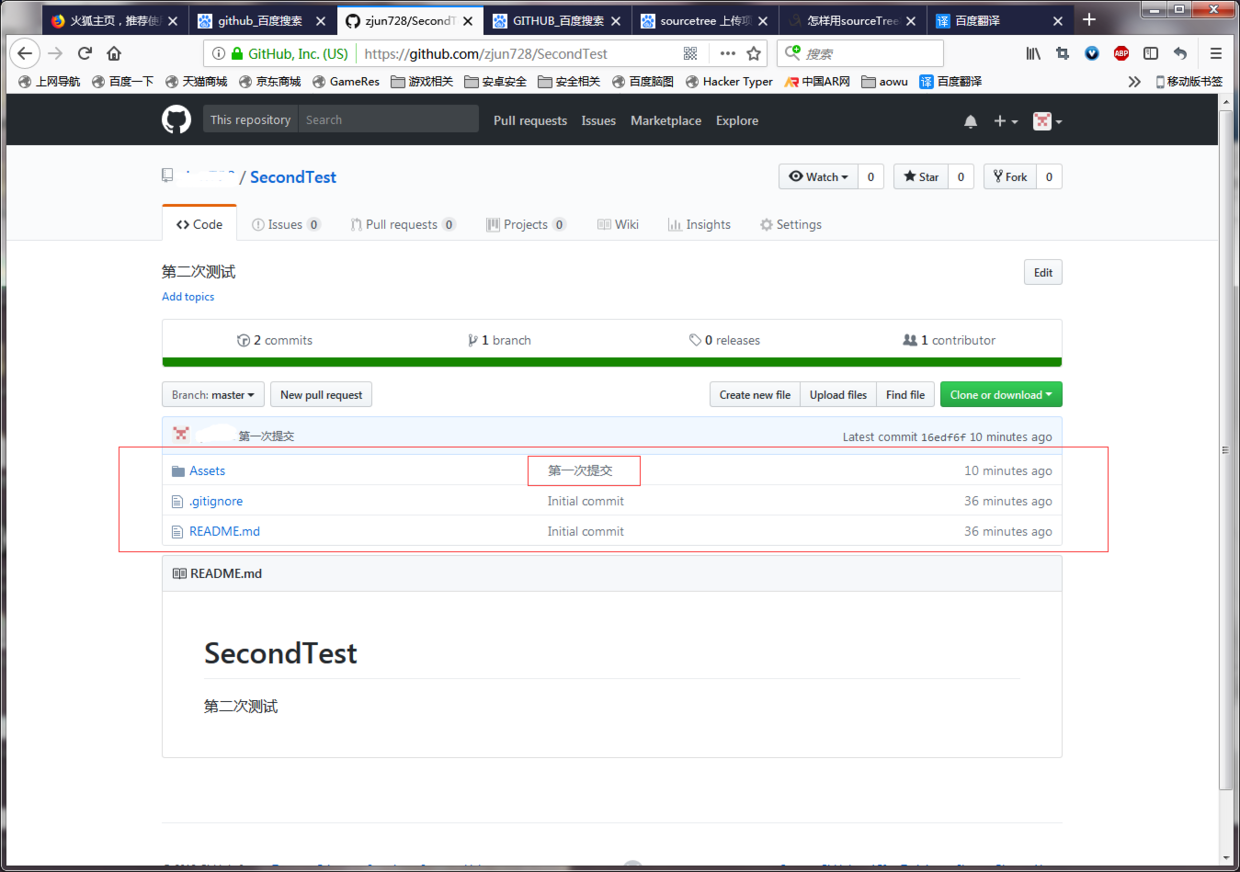 火狐主页，推荐使
github_百度搜索
zjun728/SecondT
GITHUB_百度搜索
sourcetree 上传项
怎样用sourceTree
百度翻译
GitHub, Inc. (US)
https://github.com/zjun728/SecondTest
搜索
ABP
上网导航
百度一下
天猫商城
京东商城
GameRes
游戏相关
安卓安全
安全相关
百度脑图
Hacker Typer
中国AR网
aowu
百度翻译
移动版书签
This repository
Search
Pull requests
Issues
Marketplace
Explore
/ SecondTest
Watch
0
Star
0
Fork
0
Code
Issues 0
Pull requests 0
Projects 0
Wiki
Insights
Settings
第二次测试
Edit
Add topics
2 commits
1 branch
0 releases
1 contributor
Branch: master
New pull request
Create new file
Upload files
Find file
Clone or download
第一次提交
Latest commit 16edf6f 10 minutes ago
Assets
第一次提交
10 minutes ago
.gitignore
Initial commit
36 minutes ago
README.md
Initial commit
36 minutes ago
README.md
SecondTest
第二次测试